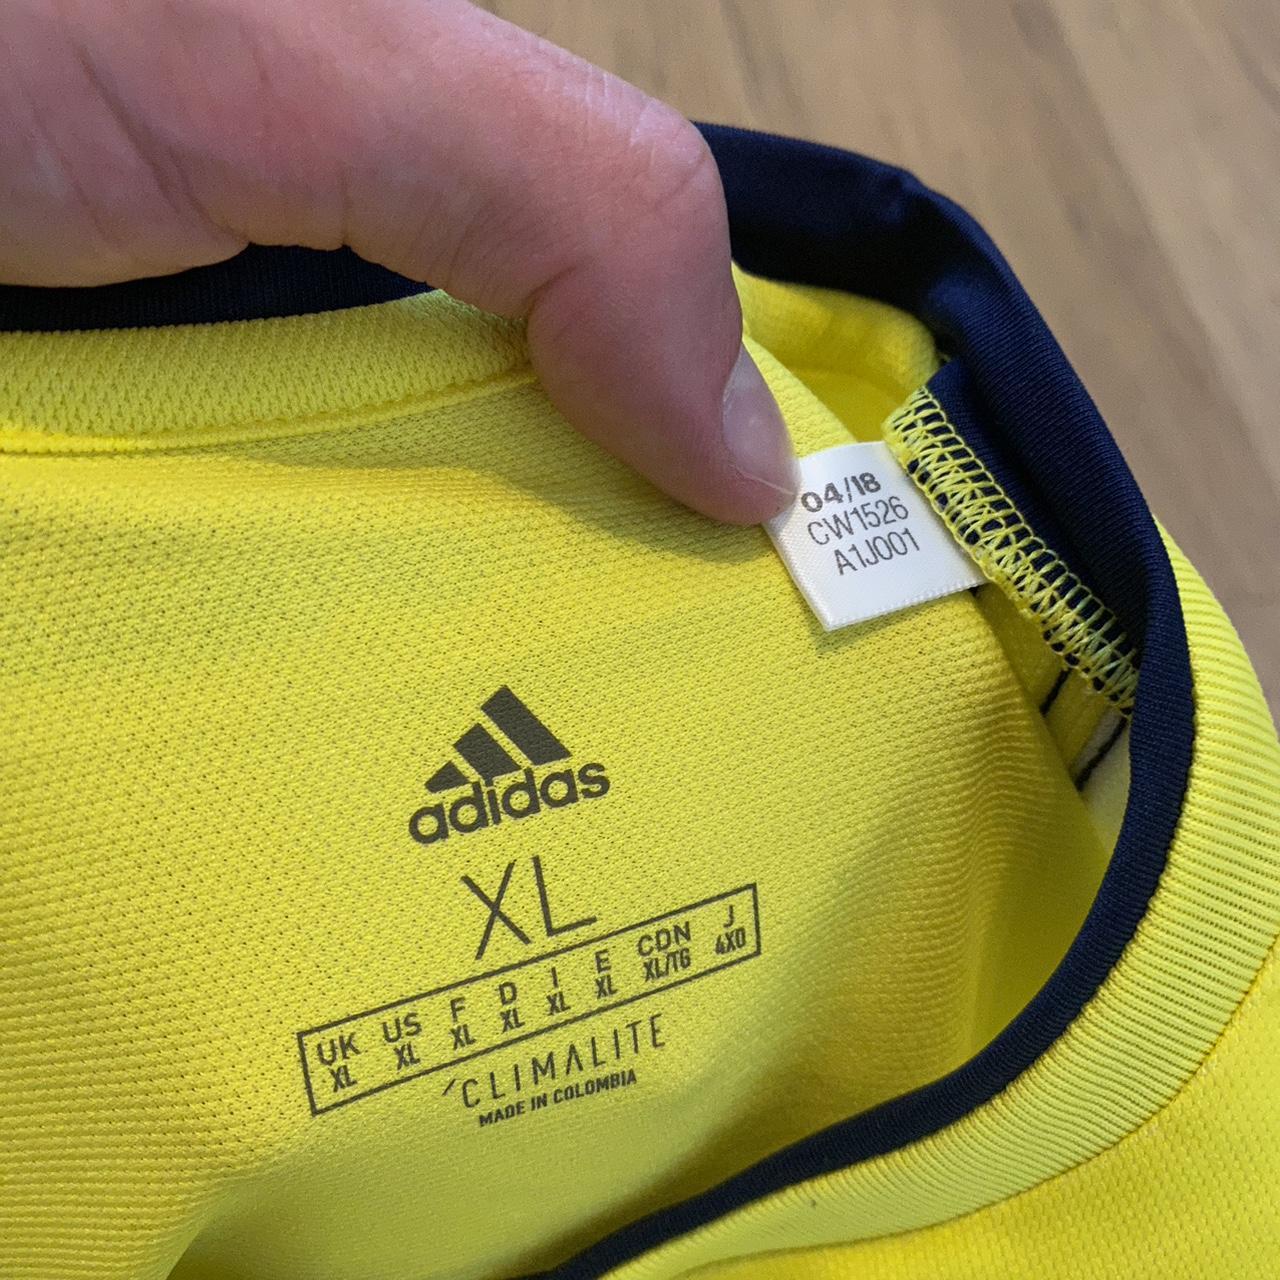 04/18
CW1526
A1J001
adidas
XL
UK US F D I E CDN J
XL XL XL XL XL XL XL/TG 4XO
CLIMALITE
MADE IN COLOMBIA